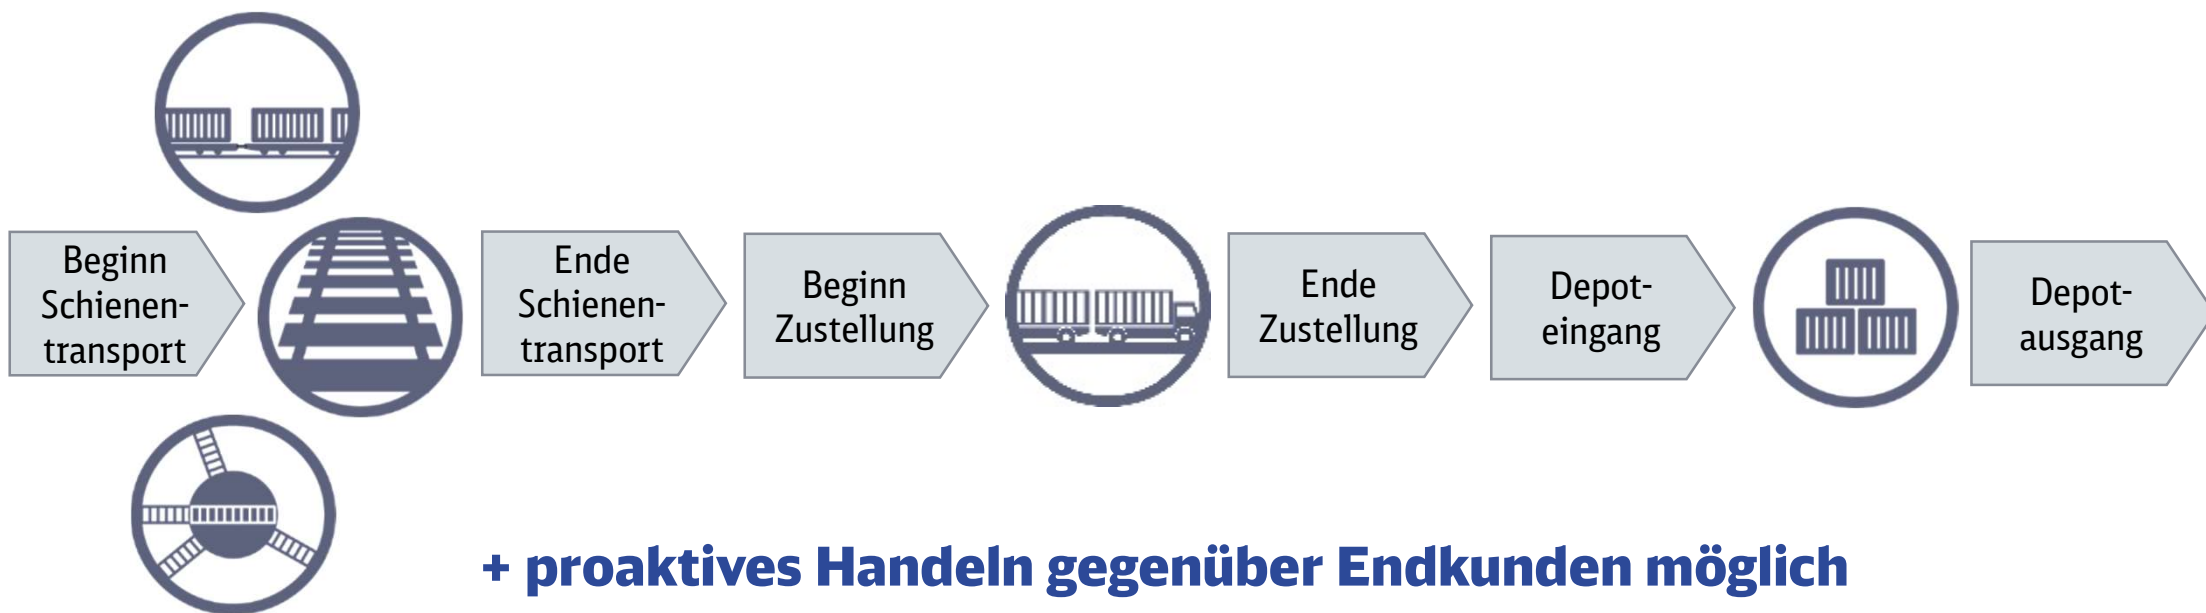 Beginn
Schienen-
transport
Ende
Schienen-
transport
Beginn
Zustellung
Ende
Zustellung
Depot-
eingang
Depot-
ausgang
+ proaktives Handeln gegenüber Endkunden möglich